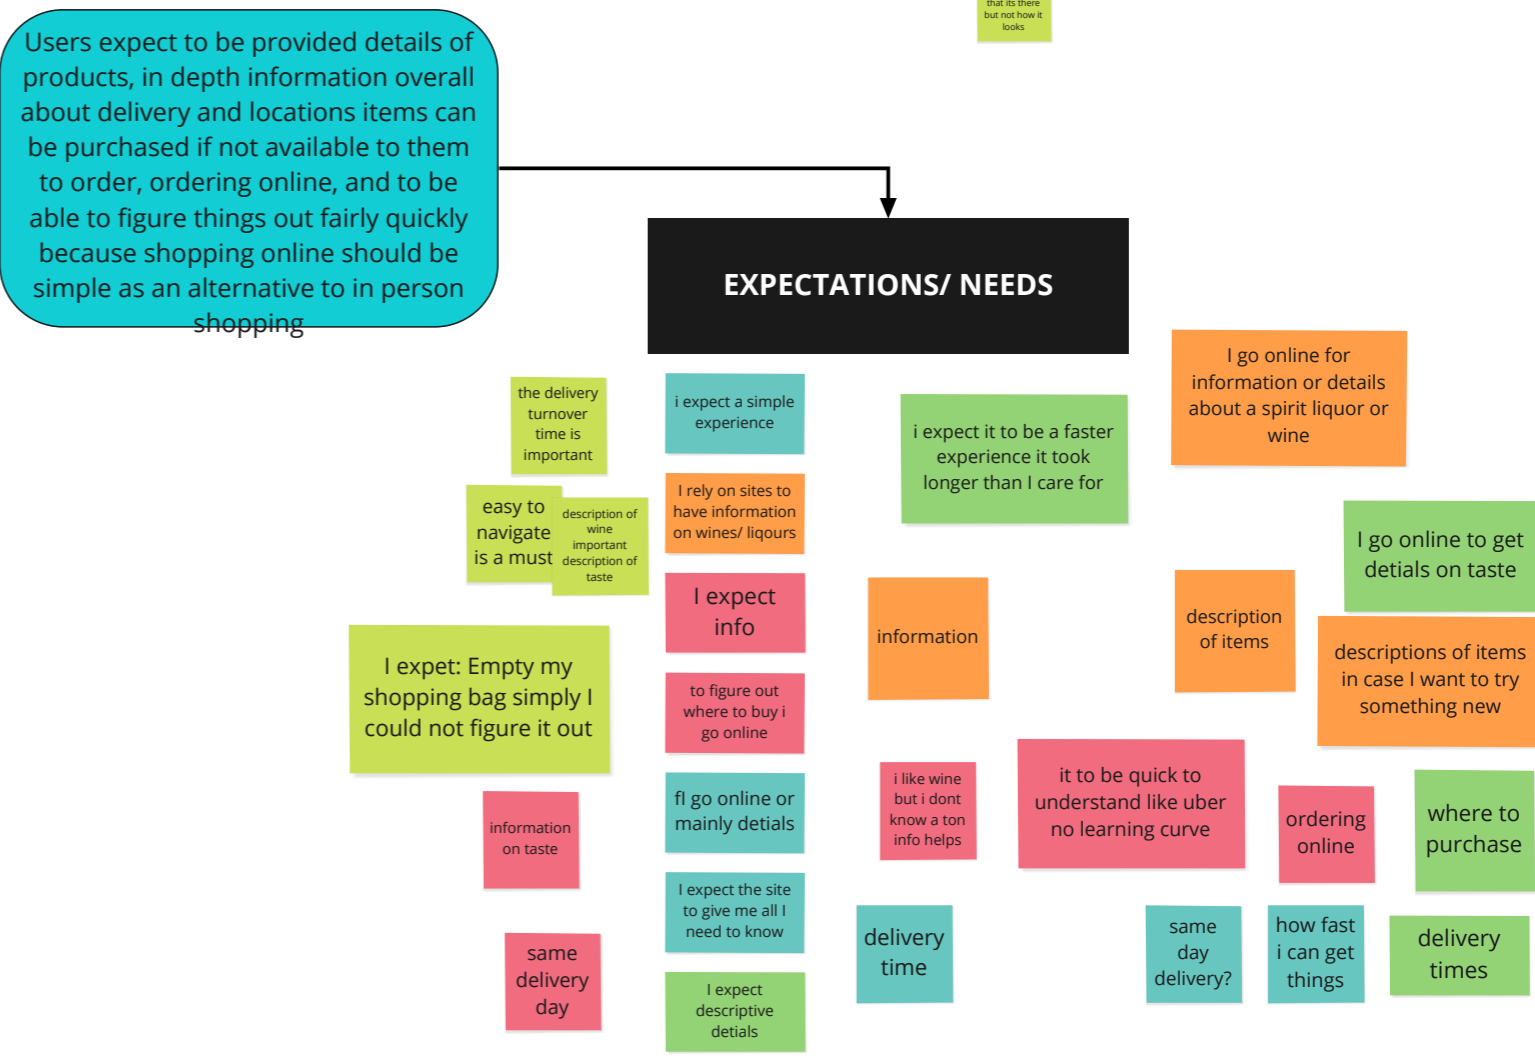 that its there
but not how it
looks
Users expect to be provided details of
products, in depth information overall
about delivery and locations items can
be purchased if not available to them
to order, ordering online, and to be
able to figure things out fairly quickly
because shopping online should be
simple as an alternative to in person
shopping
EXPECTATIONS/ NEEDS
the delivery
turnover
time is
important
i expect a simple
experience
i expect it to be a faster
experience it took
longer than I care for
I go online for
information or details
about a spirit liquor or
wine
easy to
navigate
is a must
description of
wine
important
description of
taste
I rely on sites to
have information
on wines/ liqours
I go online to get
detials on taste
I expect
info
information
description
of items
descriptions of items
in case I want to try
something new
I expet: Empty my
shopping bag simply I
could not figure it out
to figure out
where to buy i
go online
information
on taste
fI go online or
mainly detials
i like wine
but i dont
know a ton
info helps
it to be quick to
understand like uber
no learning curve
ordering
online
where to
purchase
I expect the site
to give me all I
need to know
same
delivery
day
delivery
time
same
day
delivery?
how fast
i can get
things
delivery
times
I expect
descriptive
detials